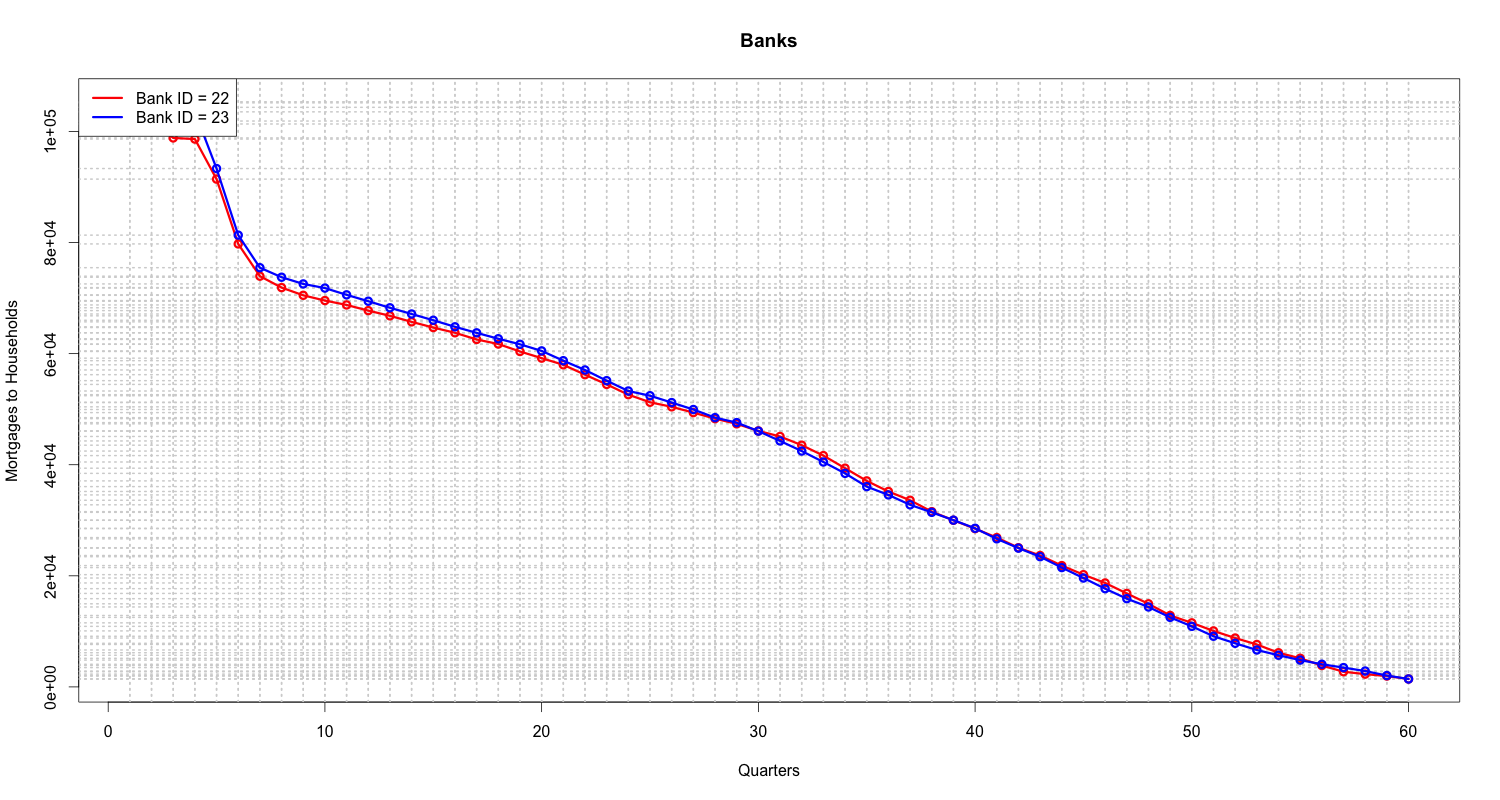 Banks
Bank ID = 22
Bank ID = 23
Mortgages to Households
1e+05
8e+04
6e+04
4e+04
2e+04
0e+00
0 10 20 30 40 50 60
Quarters